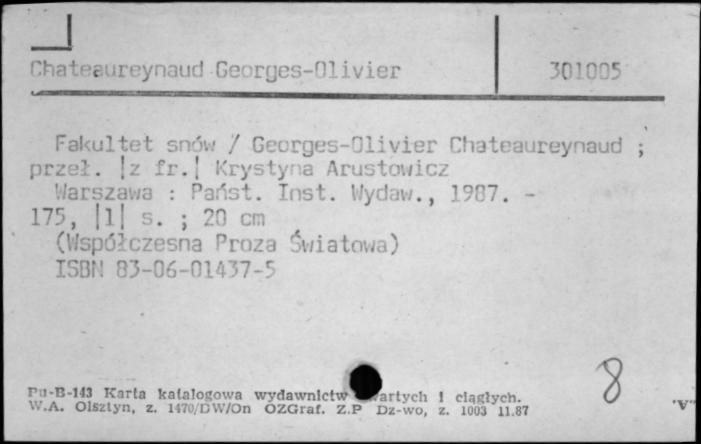 Chateaureynaud Georges-Olivier 301005
Fakultet snów / Georges-Olivier Chateaureynaud ;
przeł. |z fr.| Krystyna Arustowicz
Warszawa : Państ. Inst. Wydaw., 1987. -
175, |1| s. ; 20 cm
(Współczesna Proza Światowa)
ISBN 83-06-01437-5
8
Pu-B-143 Karta katalogowa wydawnictw wartych i ciągłych.
W.A. Olsztyn, z. 1470/DW/On OZGraf. Z.P Dz-wo, z. 1003 11.87
"V"